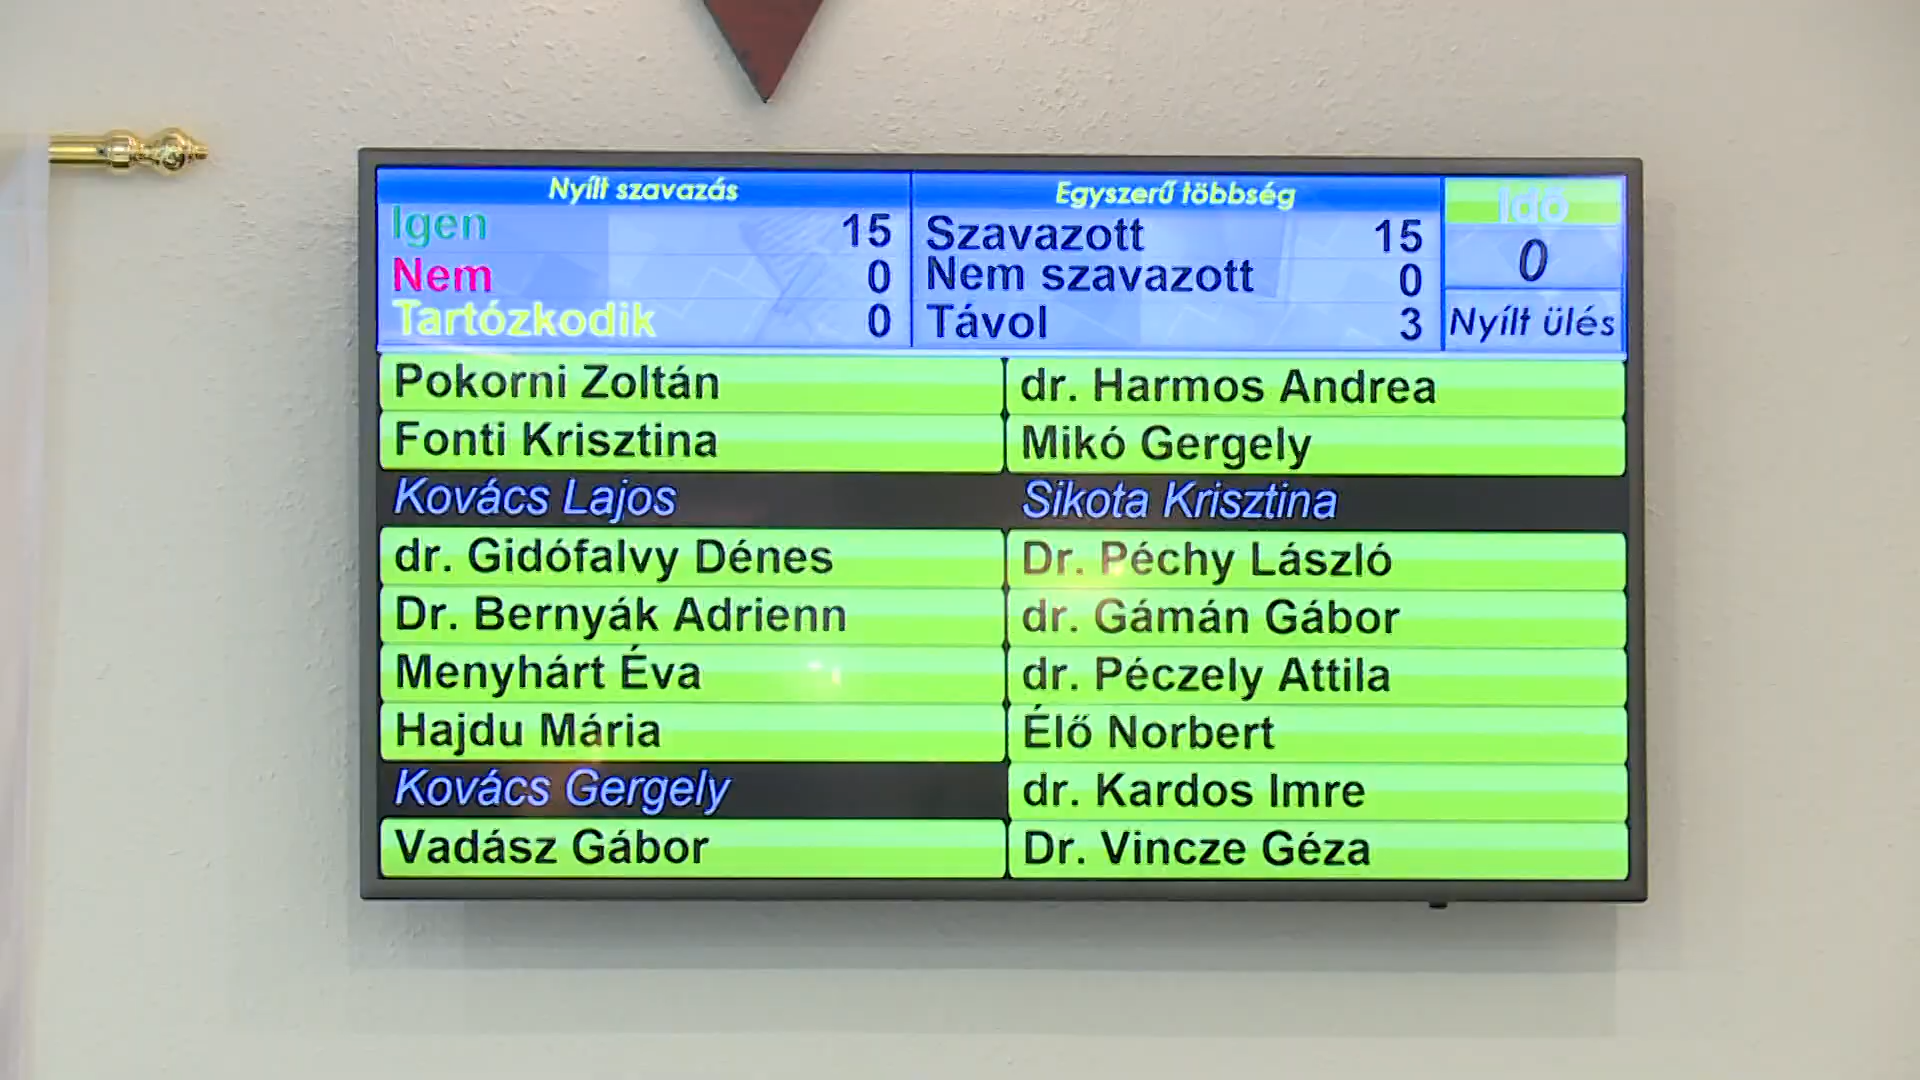 Nyílt szavazás
Igen 15
Nem 0
Tartózkodik 0
Egyszerű többség
Szavazott 15
Nem szavazott 0
Távol 3
Idő
0
Nyílt ülés
Pokorni Zoltán
Fonti Krisztina
Kovács Lajos
dr. Gidófalvy Dénes
Dr. Bernyák Adrienn
Menyhárt Éva
Hajdu Mária
Kovács Gergely
Vadász Gábor
dr. Harmos Andrea
Mikó Gergely
Sikota Krisztina
Dr. Péchy László
dr. Gámán Gábor
dr. Péczely Attila
Élő Norbert
dr. Kardos Imre
Dr. Vincze Géza